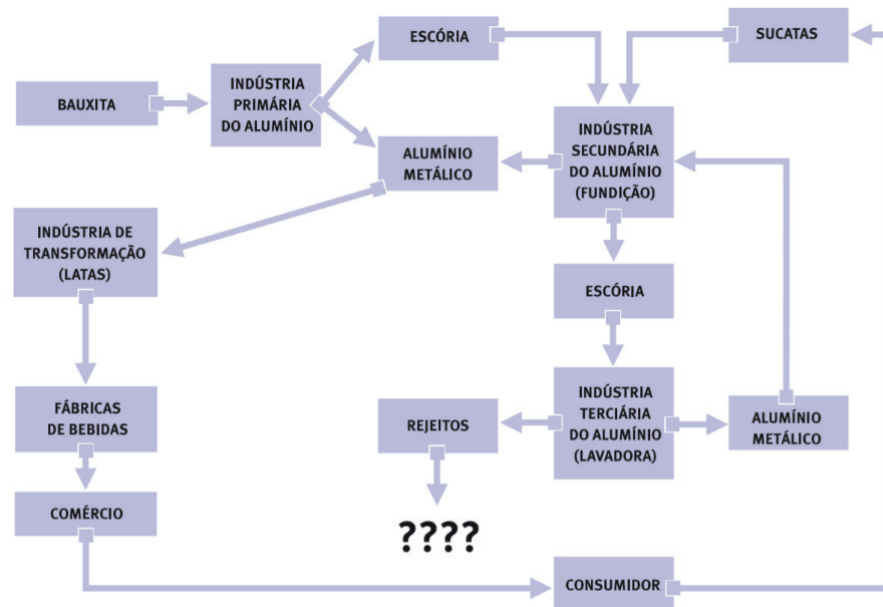 ESCÓRIA
SUCATAS
BAUXITA
INDÚSTRIA
PRIMÁRIA
DO ALUMÍNIO
INDÚSTRIA
SECUNDÁRIA
DO ALUMÍNIO
(FUNDIÇÃO)
ALUMÍNIO
METÁLICO
INDÚSTRIA DE
TRANSFORMAÇÃO
(LATAS)
ESCÓRIA
FÁBRICAS
DE BEBIDAS
REJEITOS
INDÚSTRIA
TERCIÁRIA
DO ALUMÍNIO
(LAVADORA)
ALUMÍNIO
METÁLICO
COMÉRCIO
????
CONSUMIDOR